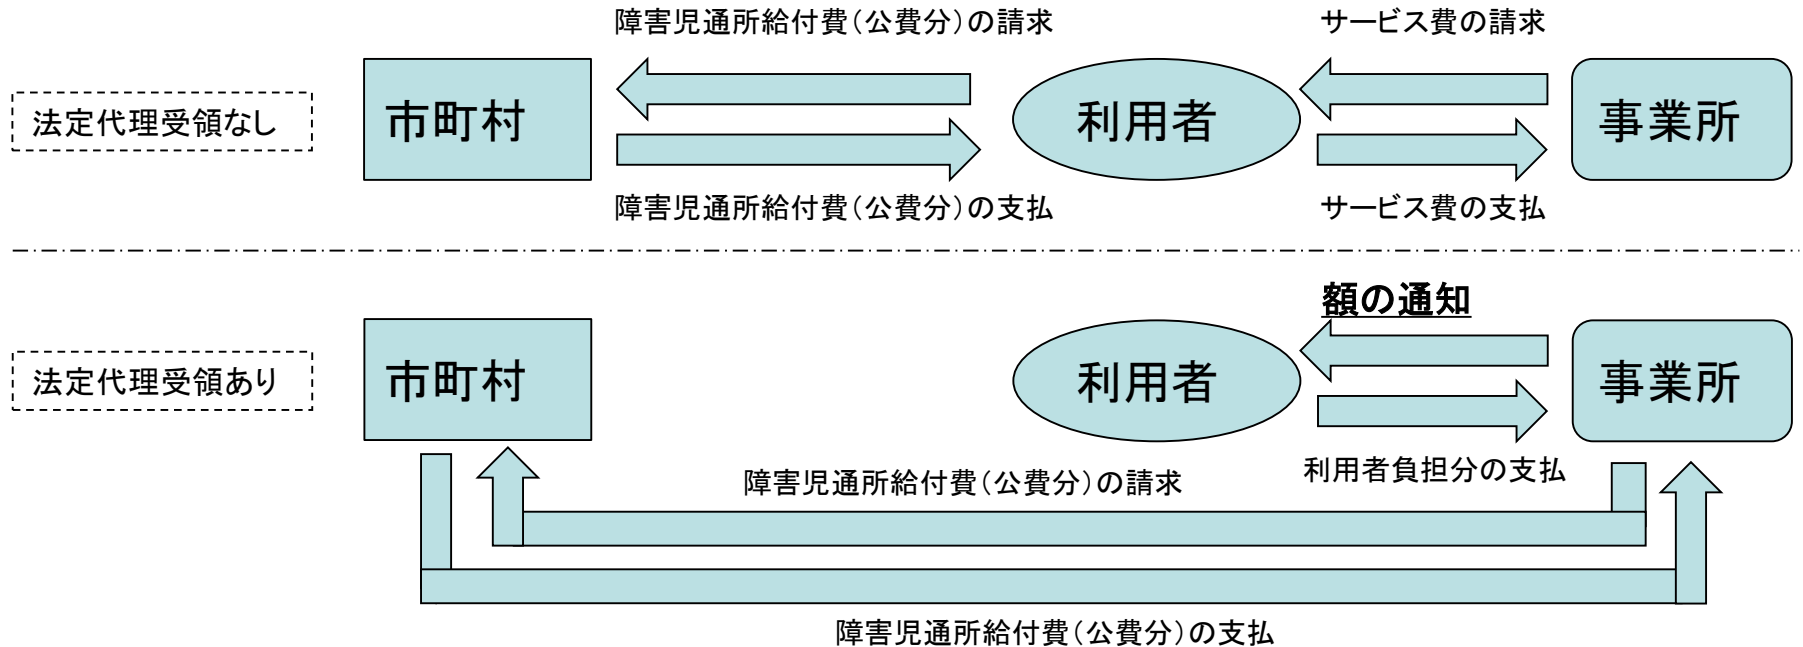 障害児通所給付費（公費分）の請求
サービス費の請求
法定代理受領なし
市町村
利用者
事業所
障害児通所給付費（公費分）の支払
サービス費の支払
額の通知
法定代理受領あり
市町村
利用者
事業所
利用者負担分の支払
障害児通所給付費（公費分）の請求
障害児通所給付費（公費分）の支払